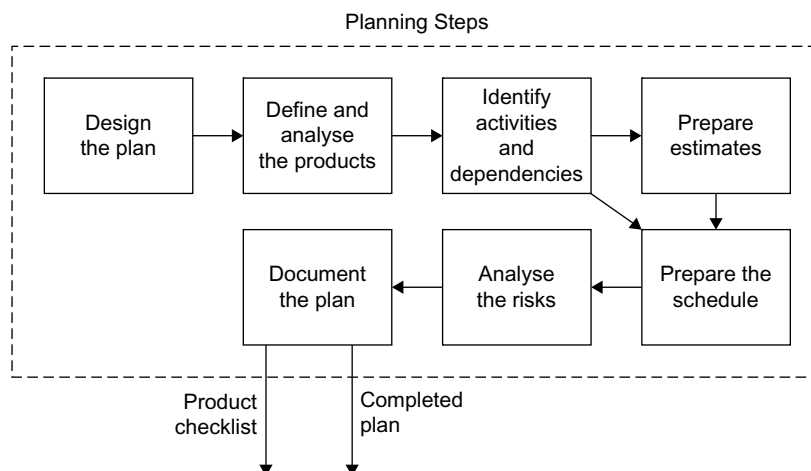 Planning Steps
Design
the plan
Define and
analyse
the products
Identify
activities
and
dependencies
Prepare
estimates
Document
the plan
Analyse
the risks
Prepare the
schedule
Product
checklist
Completed
plan